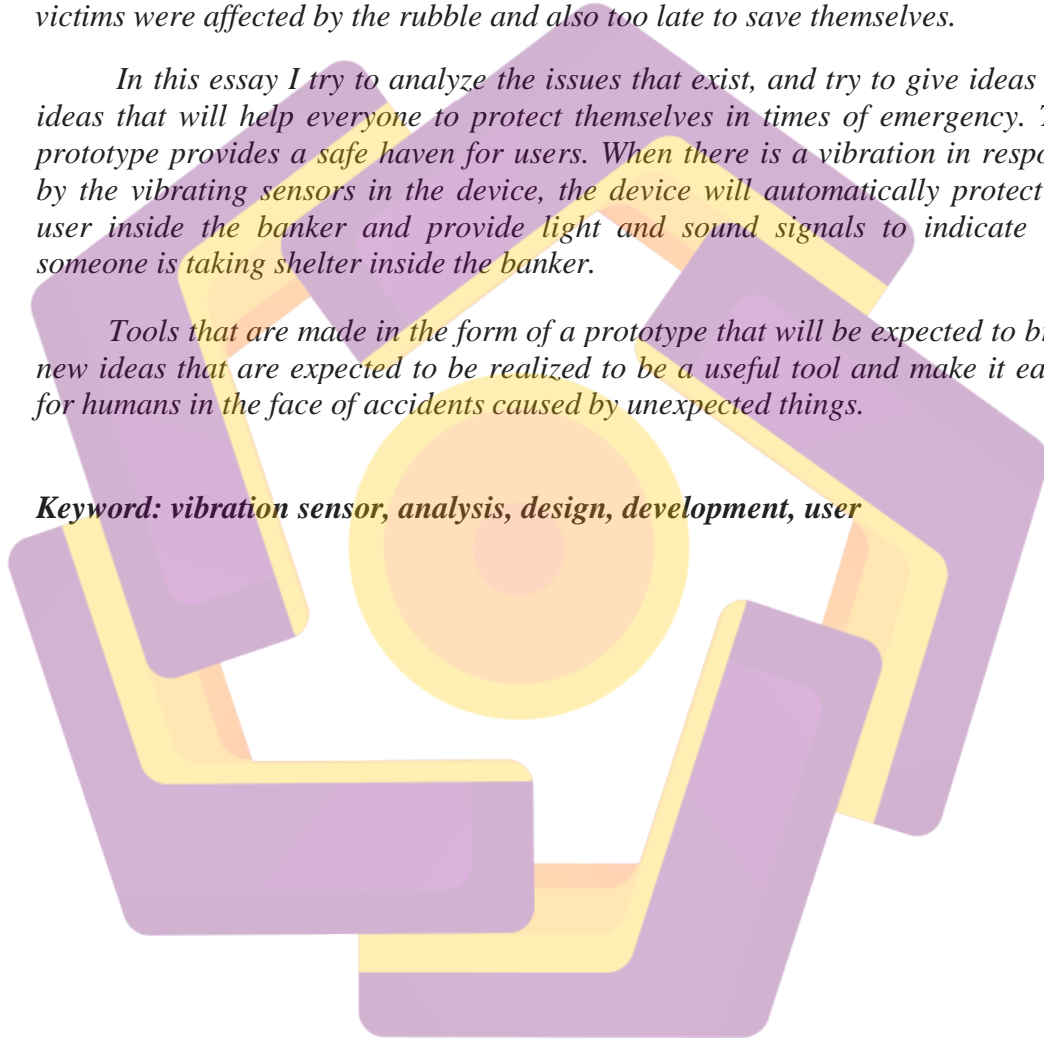 victims were affected by the rubble and also too late to save themselves.
In this essay I try to analyze the issues that exist, and try to give ideas
ideas that will help everyone to protect themselves in times of emergency.
prototype provides a safe haven for users. When there is a vibration in
by the vibrating sensors in the device, the device will automatically protect
user inside the banker and provide light and sound signals to indicate
someone is taking shelter inside the banker.
Tools that are made in the form of a prototype that will be expected to
new ideas that are expected to be realized to be a useful tool and make it
for humans in the face of accidents caused by unexpected things.
Keyword: vibration sensor, analysis, design, development, user